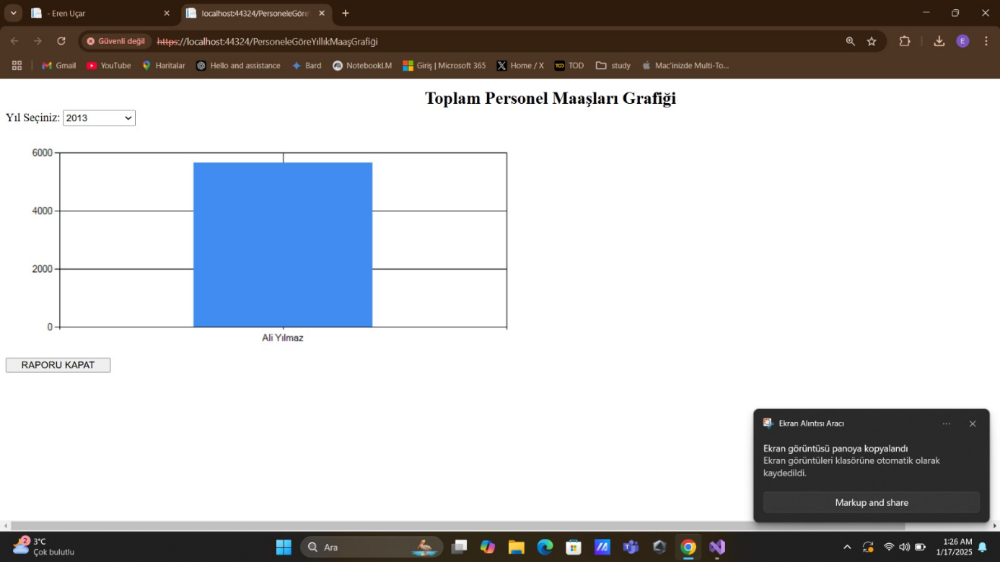 - Eren Uçar
localhost:44324/PersoneleGöre
Güvenli değil
https://localhost:44324/PersoneleGöreYıllıkMaaşGrafiği
E
Gmail
YouTube
Haritalar
Hello and assistance
Bard
NotebookLM
Giriş | Microsoft 365
Home / X
TOD
TOD
study
Mac'inizde Multi-To...
Toplam Personel Maaşları Grafiği
Yıl Seçiniz: 2013
6000
4000
2000
0
Ali Yılmaz
RAPORU KAPAT
Ekran Alıntısı Aracı
Ekran görüntüsü panoya kopyalandı
Ekran görüntüleri klasörüne otomatik olarak
kaydedildi.
Markup and share
2
3°C
Çok bulutlu
Ara
1:26 AM
1/17/2025